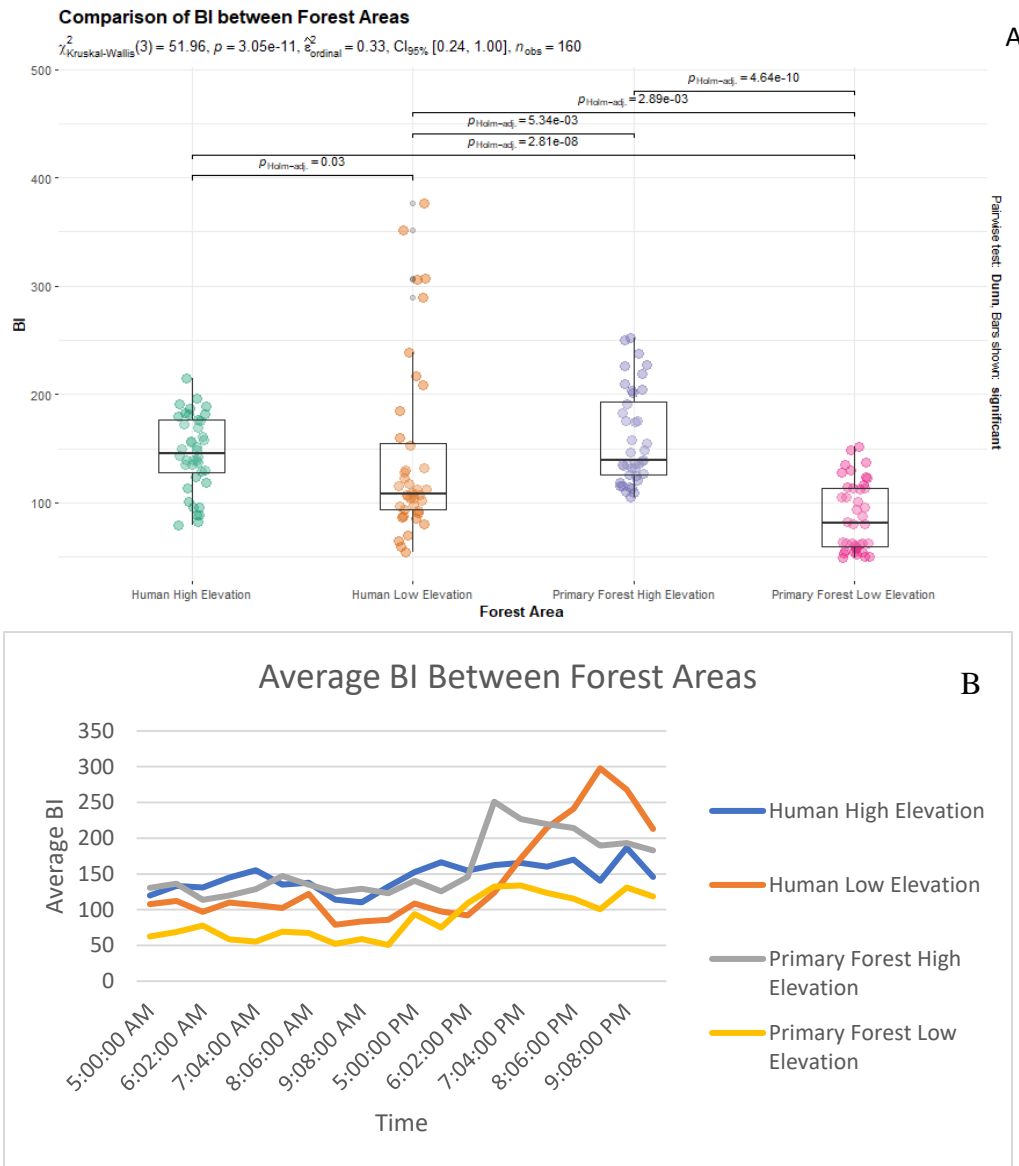 Comparison of BI between Forest Areas
χ²Kruskal-Wallis(3) = 51.96, p = 3.05e-11, ε̂²ordinal = 0.33, CI95% [0.24, 1.00], nobs = 160
A
500
pHolm-adj. = 4.64e-10
pHolm-adj. = 2.89e-03
pHolm-adj. = 5.34e-03
pHolm-adj. = 2.81e-08
pHolm-adj. = 0.03
400
300
200
100
BI
Pairwise test: Dunn, Bars shown: significant
Human High Elevation
Human Low Elevation
Primary Forest High Elevation
Primary Forest Low Elevation
Forest Area
Average BI Between Forest Areas
B
350
300
250
200
150
100
50
0
Average BI
5:00:00 AM
6:02:00 AM
7:04:00 AM
8:06:00 AM
9:08:00 AM
5:00:00 PM
6:02:00 PM
7:04:00 PM
8:06:00 PM
9:08:00 PM
Time
Human High Elevation
Human Low Elevation
Primary Forest High
Elevation
Primary Forest Low
Elevation